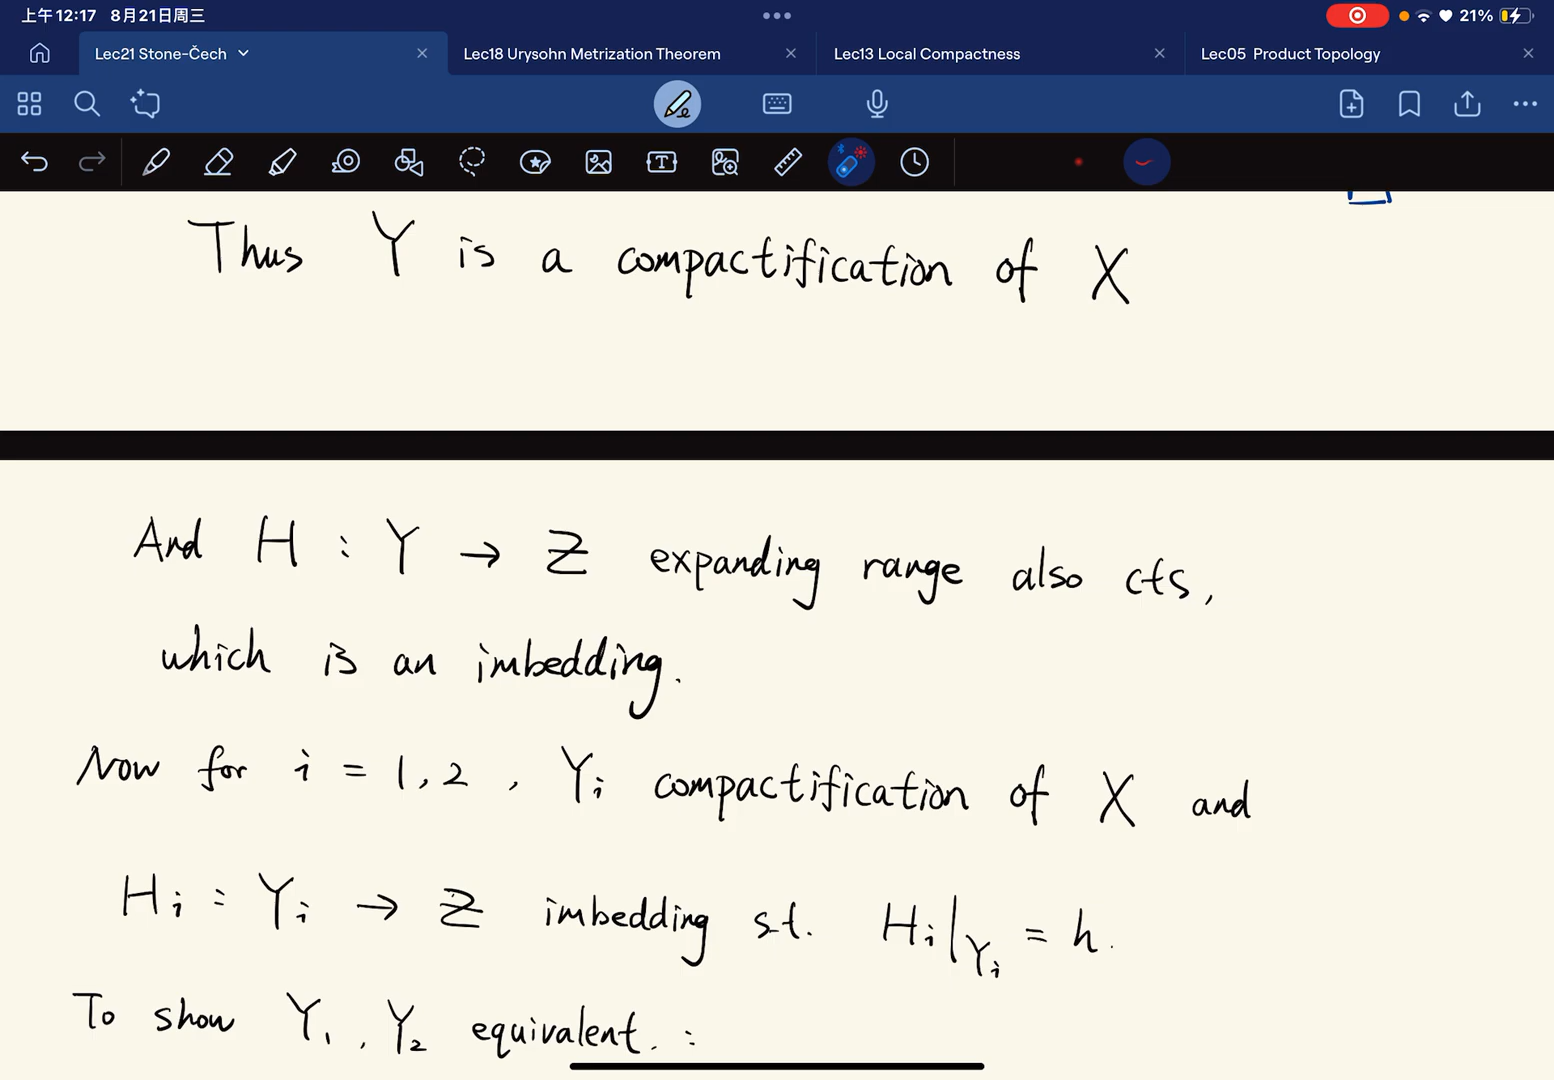 上午12:17 8月21日周三
21%
Lec21 Stone-Čech
Lec18 Urysohn Metrization Theorem
Lec13 Local Compactness
Lec05 Product Topology
Thus Y is a compactification of X
And H : Y → Z expanding range also cts,
which is an imbedding.
Now for i = 1, 2 , Yᵢ compactification of X and
Hᵢ : Yᵢ → Z imbedding s.t. Hᵢ|Yᵢ = h.
To show Y₁ , Y₂ equivalent. :